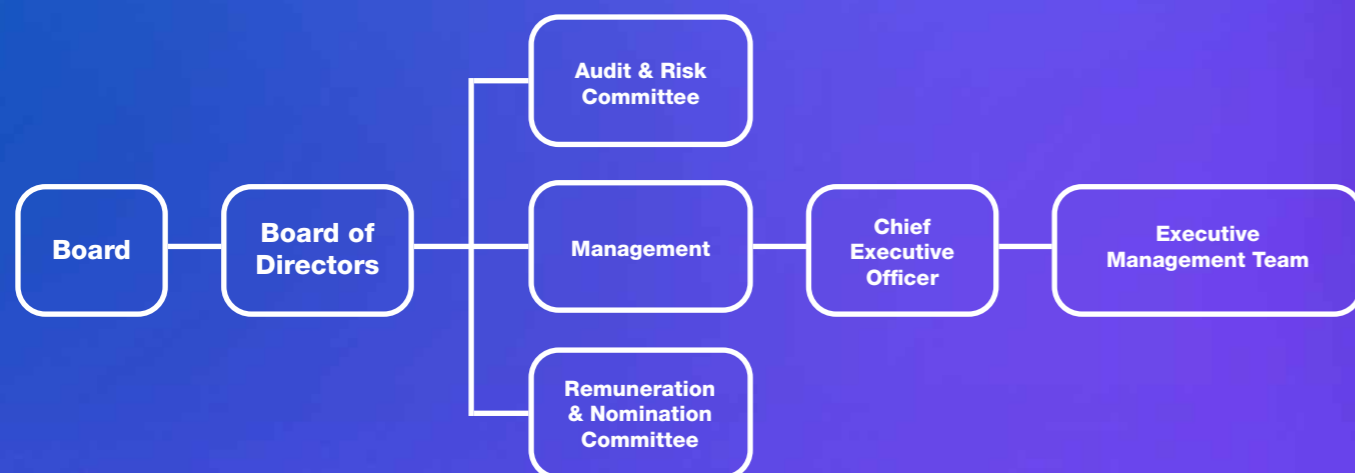 Board
Board of
Directors
Audit & Risk
Committee
Management
Remuneration
& Nomination
Committee
Chief
Executive
Officer
Executive
Management Team